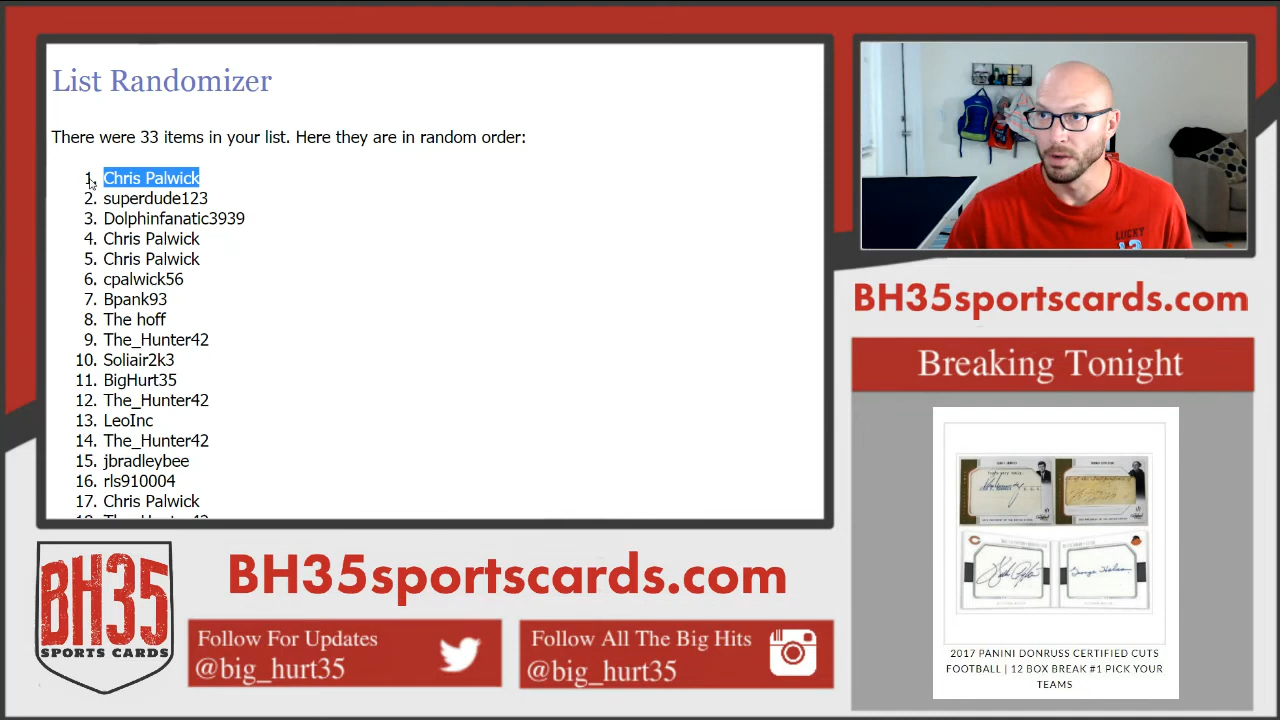 List Randomizer
There were 33 items in your list. Here they are in random order:
1. Chris Palwick
2. superdude123
3. Dolphinfanatic3939
4. Chris Palwick
5. Chris Palwick
6. cpalwick56
7. Bpank93
8. The hoff
9. The_Hunter42
10. Soliair2k3
11. BigHurt35
12. The_Hunter42
13. LeoInc
14. The_Hunter42
15. jbradleybee
16. rls910004
17. Chris Palwick
LUCKY
BH35sportscards.com
Breaking Tonight
2017 PANINI DONRUSS CERTIFIED CUTS
FOOTBALL | 12 BOX BREAK #1 PICK YOUR
TEAMS
BH35
SPORTS CARDS
BH35sportscards.com
Follow For Updates
@big_hurt35
Follow All The Big Hits
@big_hurt35